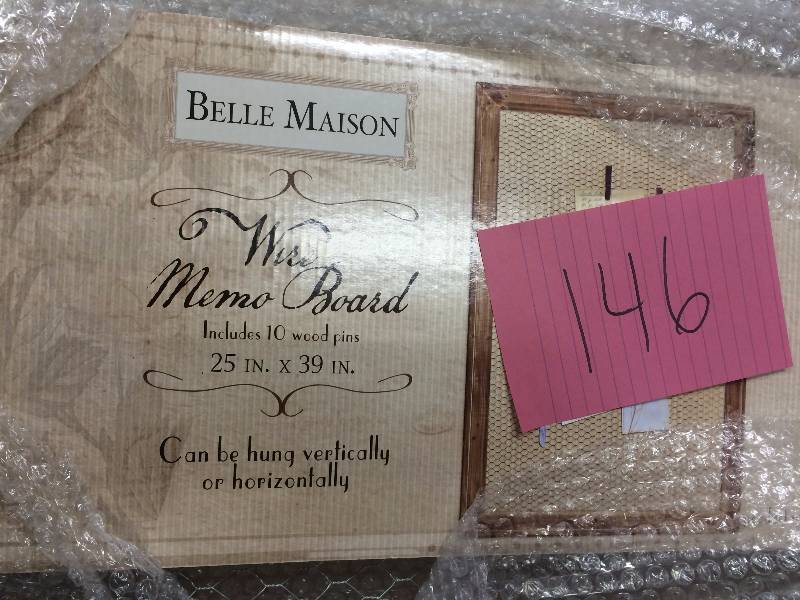 BELLE MAISON
Wire
Memo Board
Includes 10 wood pins
25 IN. X 39 IN.
Can be hung vertically
or horizontally
146